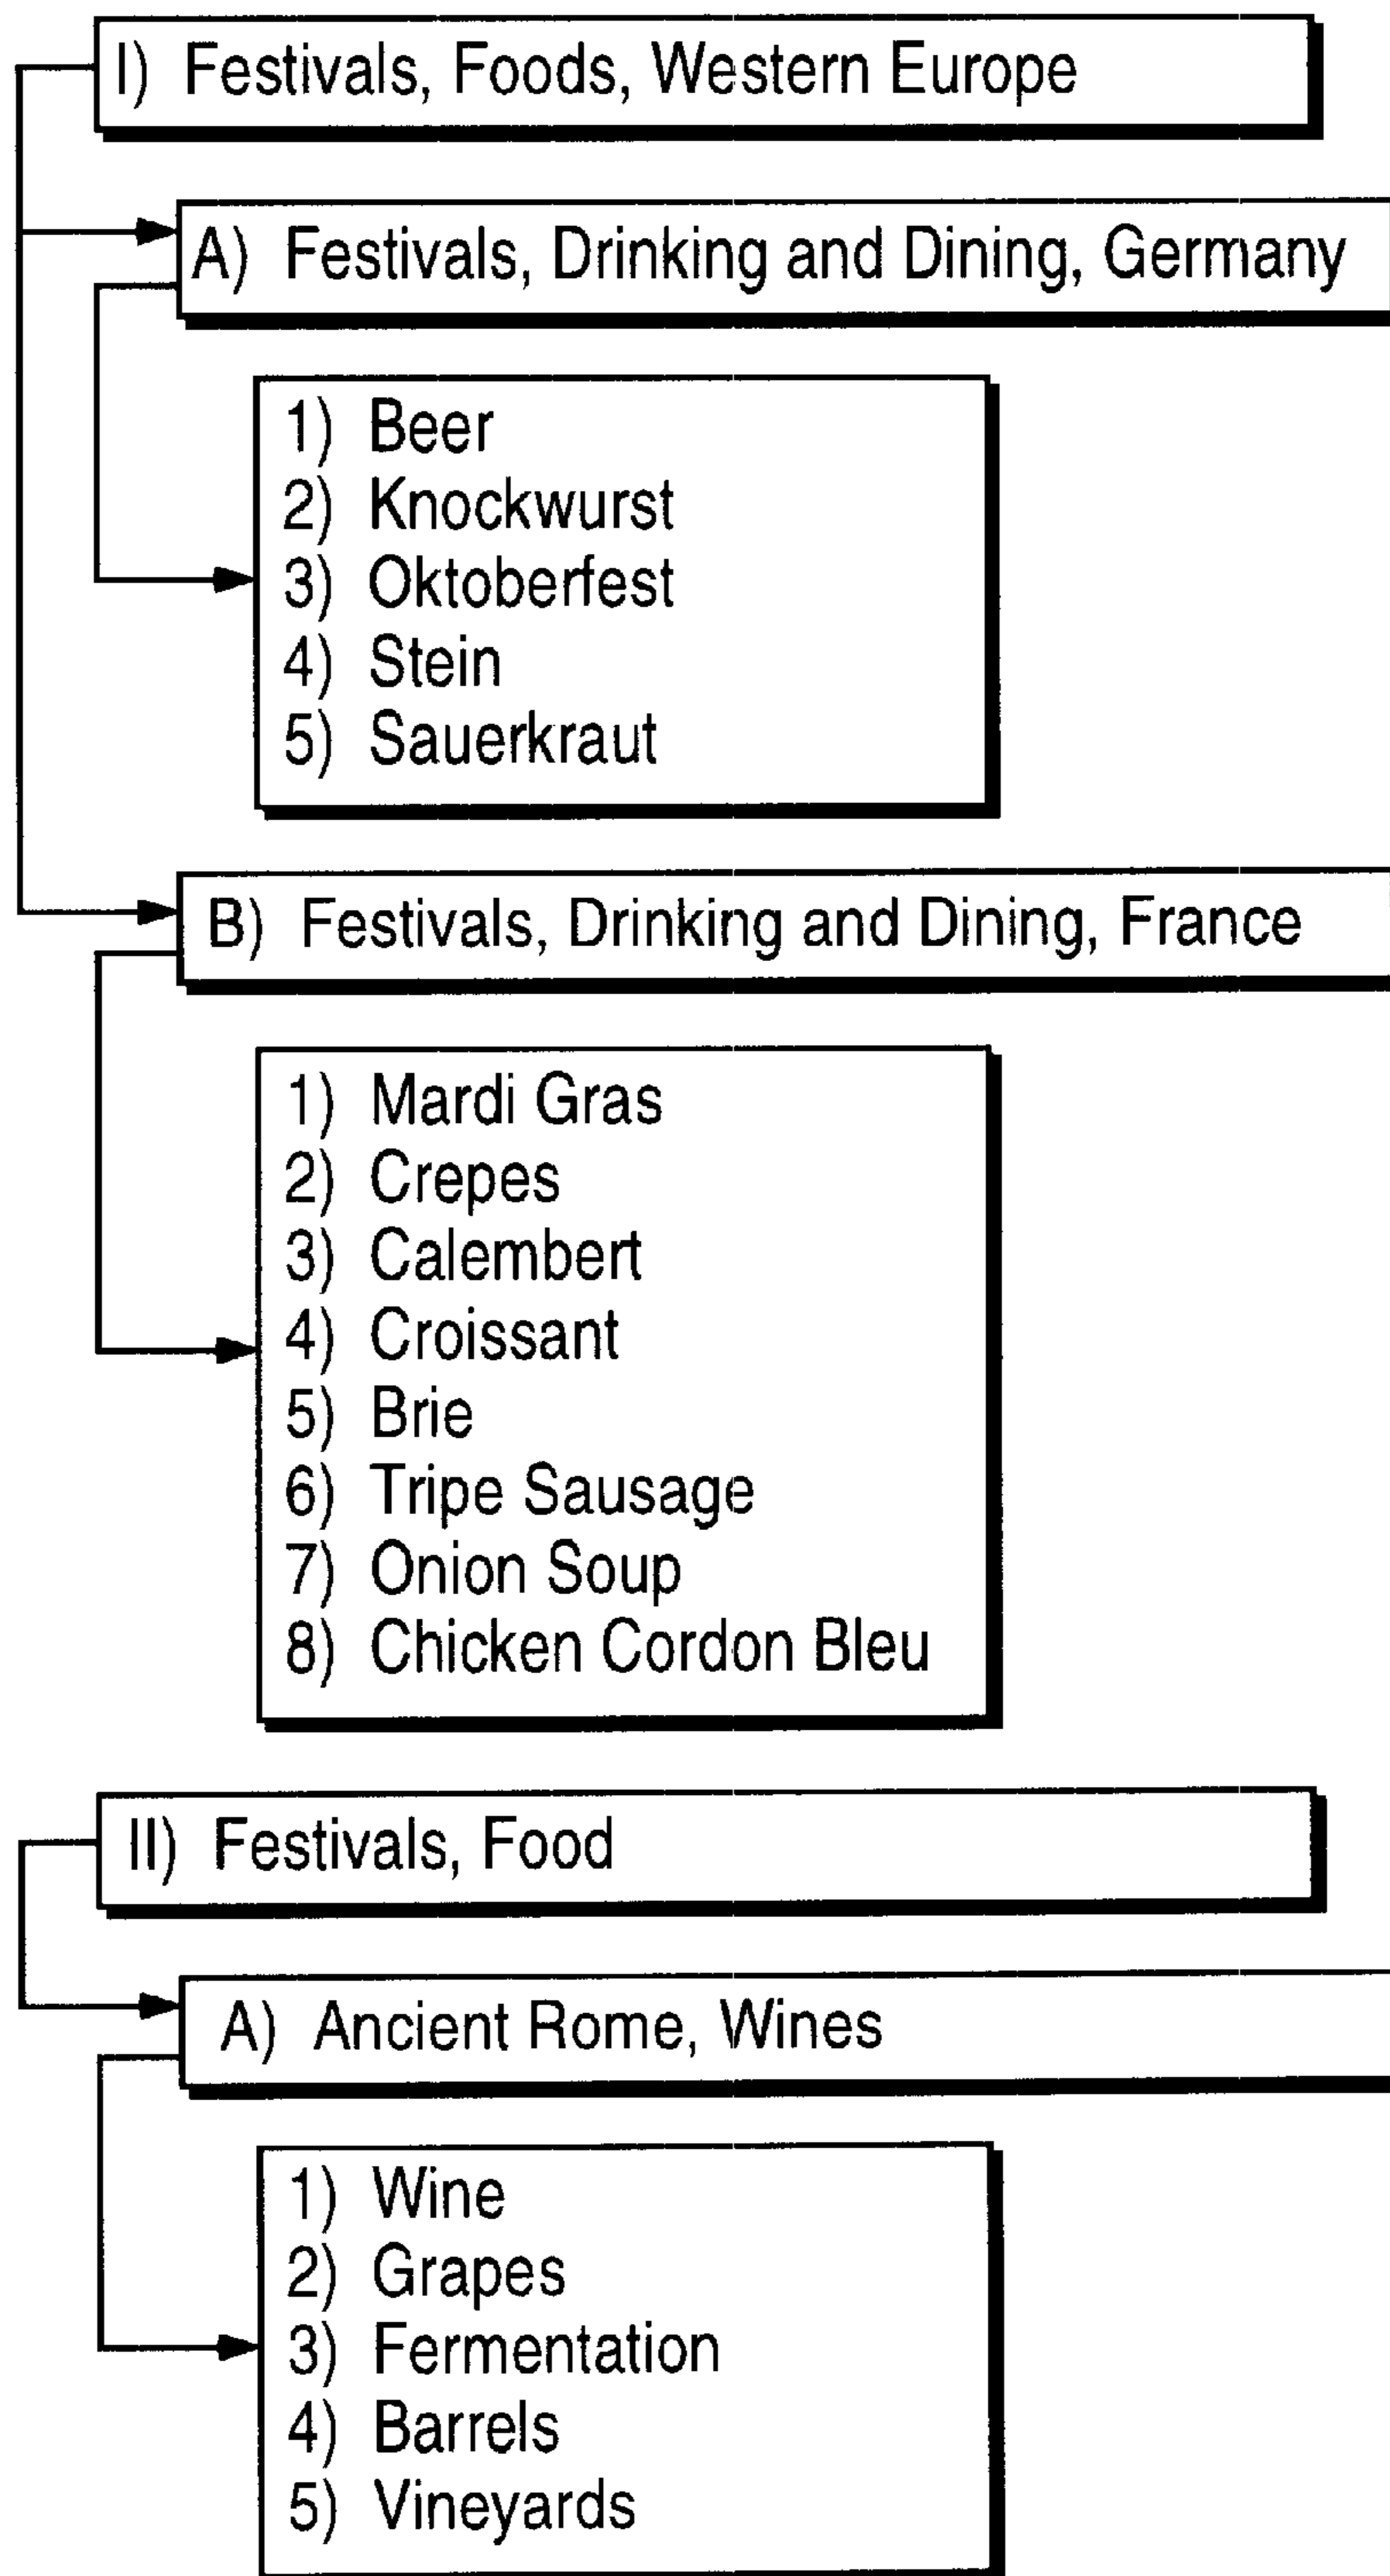 I) Festivals, Foods, Western Europe
A) Festivals, Drinking and Dining, Germany
1) Beer
2) Knockwurst
3) Oktoberfest
4) Stein
5) Sauerkraut
B) Festivals, Drinking and Dining, France
1) Mardi Gras
2) Crepes
3) Calembert
4) Croissant
5) Brie
6) Tripe Sausage
7) Onion Soup
8) Chicken Cordon Bleu
II) Festivals, Food
A) Ancient Rome, Wines
1) Wine
2) Grapes
3) Fermentation
4) Barrels
5) Vineyards